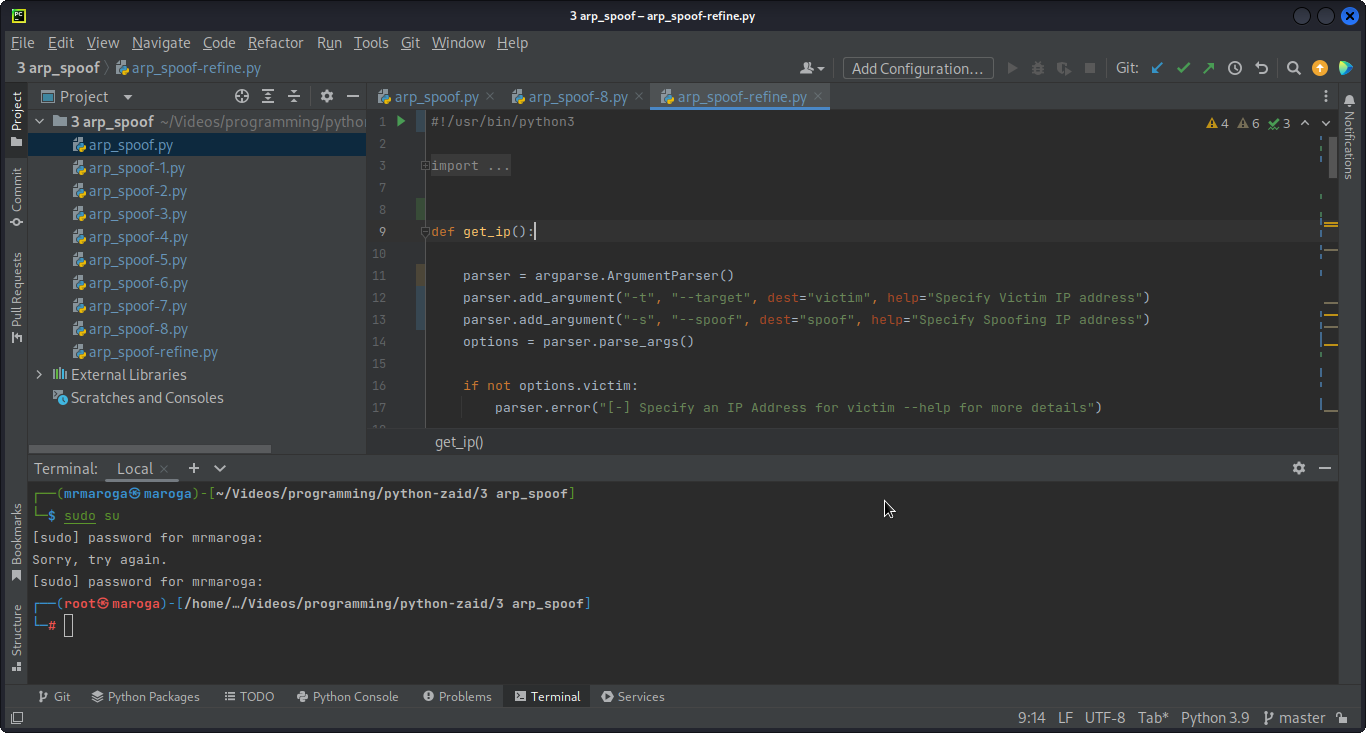 PC
3 arp_spoof – arp_spoof-refine.py
File Edit View Navigate Code Refactor Run Tools Git Window Help
3 arp_spoof arp_spoof-refine.py
Add Configuration...
Git:
Project
arp_spoof.py
arp_spoof-8.py
arp_spoof-refine.py
Project
Commit
Pull Requests
Bookmarks
Structure
3 arp_spoof ~/Videos/programming/pytho
arp_spoof.py
arp_spoof-1.py
arp_spoof-2.py
arp_spoof-3.py
arp_spoof-4.py
arp_spoof-5.py
arp_spoof-6.py
arp_spoof-7.py
arp_spoof-8.py
arp_spoof-refine.py
External Libraries
Scratches and Consoles
1 #!/usr/bin/python3
2
3 import ...
7
8
9 def get_ip():
10
11 parser = argparse.ArgumentParser()
12 parser.add_argument("-t", "--target", dest="victim", help="Specify Victim IP address")
13 parser.add_argument("-s", "--spoof", dest="spoof", help="Specify Spoofing IP address")
14 options = parser.parse_args()
15
16 if not options.victim:
17 parser.error("[-] Specify an IP Address for victim --help for more details")
4 6 3
Notifications
get_ip()
Terminal: Local
┌──(mrmaroga㉿maroga)-[~/Videos/programming/python-zaid/3 arp_spoof]
└─$ sudo su
[sudo] password for mrmaroga:
Sorry, try again.
[sudo] password for mrmaroga:
┌──(root㉿maroga)-[/home/…/Videos/programming/python-zaid/3 arp_spoof]
└─#
Git Python Packages TODO Python Console Problems Terminal Services
9:14 LF UTF-8 Tab* Python 3.9 master